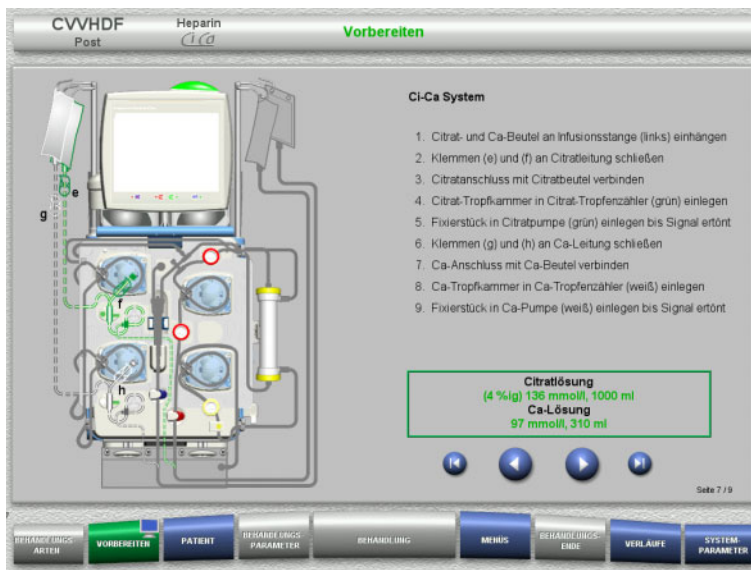 CVVHDF
Post
Heparin
Ci Ca
Vorbereiten
Ci-Ca System
1. Citrat- und Ca-Beutel an Infusionsstange (links) einhängen
2. Klemmen (e) und (f) an Citratleitung schließen
3. Citratanschluss mit Citratbeutel verbinden
4. Citrat-Tropfkammer in Citrat-Tropfenzähler (grün) einlegen
5. Fixierstück in Citratpumpe (grün) einlegen bis Signal ertönt
6. Klemmen (g) und (h) an Ca-Leitung schließen
7. Ca-Anschluss mit Ca-Beutel verbinden
8. Ca-Tropfkammer in Ca-Tropfenzähler (weiß) einlegen
9. Fixierstück in Ca-Pumpe (weiß) einlegen bis Signal ertönt
e
g
f
h
Citratlösung
(4 %ig) 136 mmol/l, 1000 ml
Ca-Lösung
97 mmol/l, 310 ml
Seite 7 / 9
BEHANDLUNGS-
ARTEN
VORBEREITEN
PATIENT
BEHANDLUNGS-
PARAMETER
BEHANDLUNG
MENÜS
BEHANDLUNGS-
ENDE
VERLÄUFE
SYSTEM-
PARAMETER